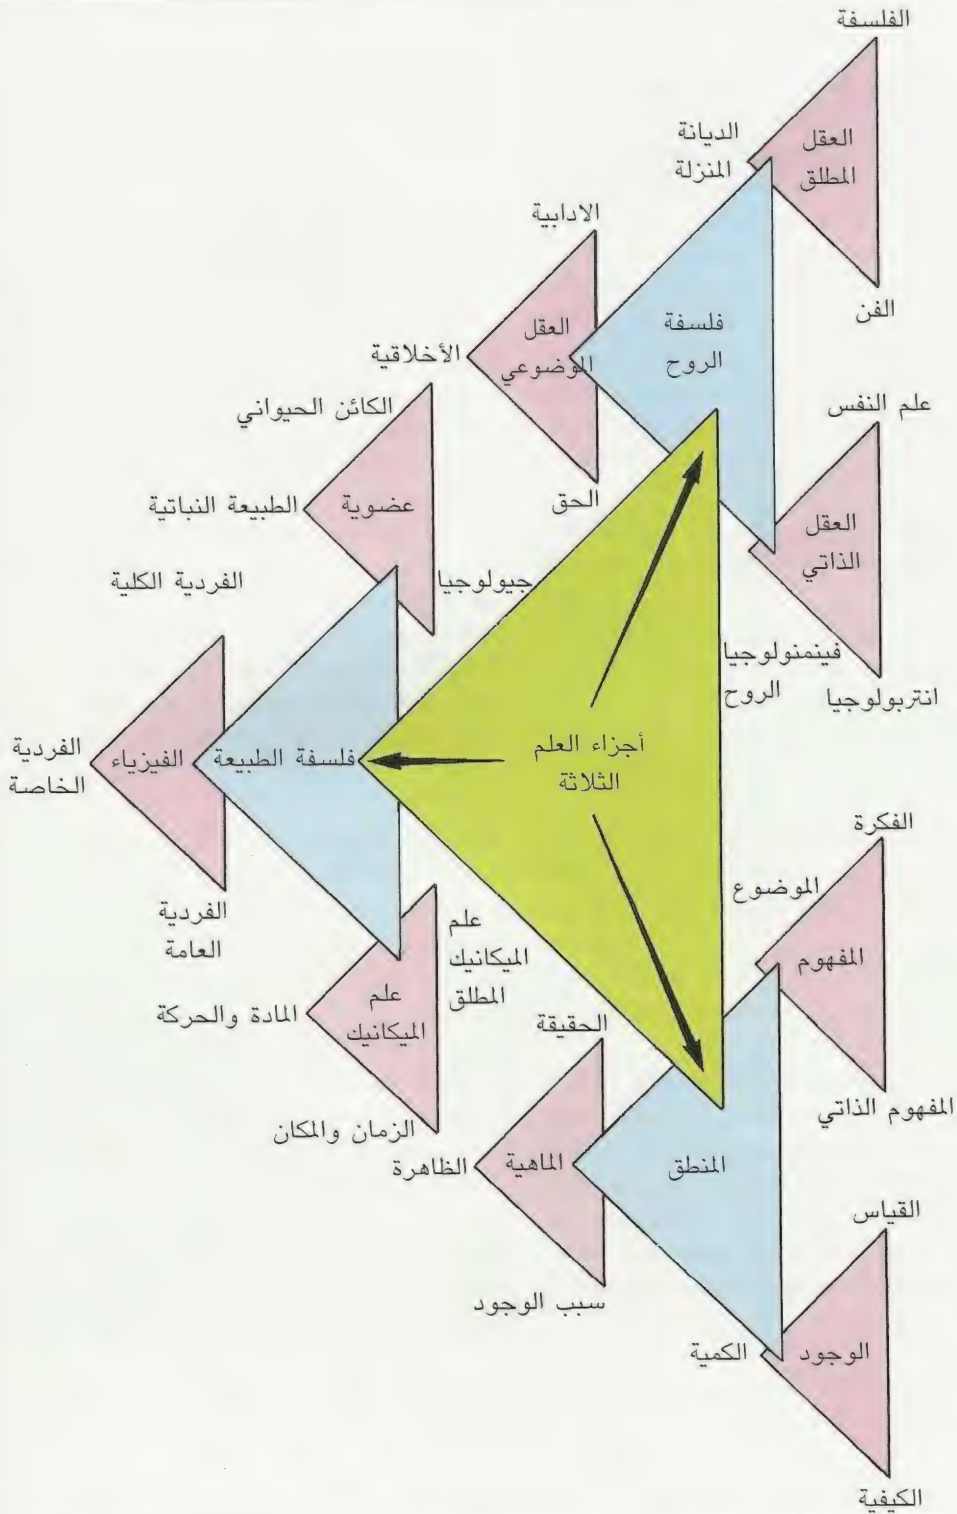 الفلسفة
العقل
المطلق
الديانة
المنزلة
الفن
الادابية
العقل
الموضوعي
الأخلاقية
الحق
فلسفة
الروح
علم النفس
العقل
الذاتي
فينمنولوجيا
الروح
انتربولوجيا
الكائن الحيواني
عضوية
الطبيعة النباتية
جيولوجيا
الفردية الكلية
الفيزياء
الفردية
الخاصة
الفردية
العامة
فلسفة الطبيعة
أجزاء العلم
الثلاثة
علم
الميكانيك
المطلق
علم
الميكانيك
المادة والحركة
الزمان والمكان
الفكرة
الموضوع
المفهوم
المفهوم الذاتي
الحقيقة
الماهية
الظاهرة
سبب الوجود
المنطق
القياس
الوجود
الكمية
الكيفية